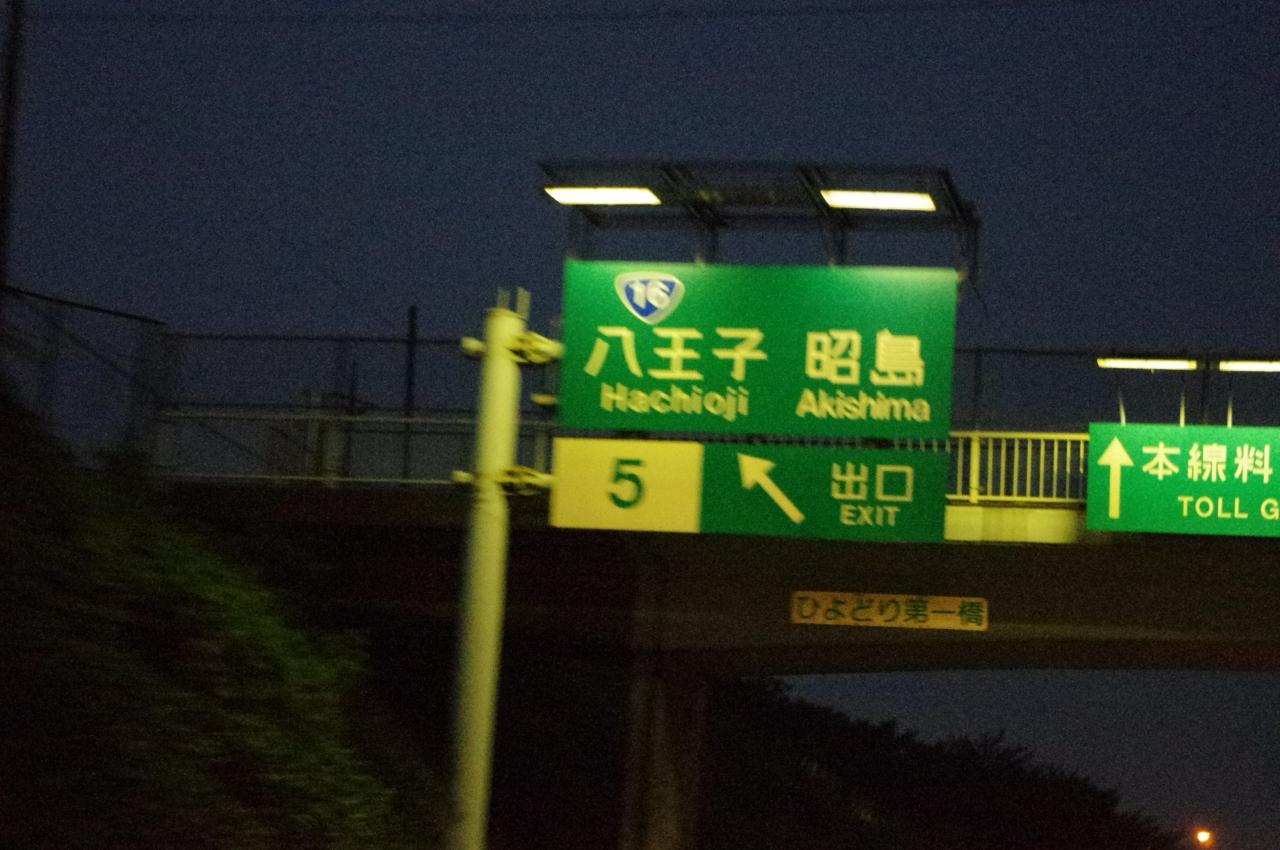 16
八王子 昭島
Hachioji Akishima
5 出口
EXIT
本線料
TOLL G
ひよどり第一橋